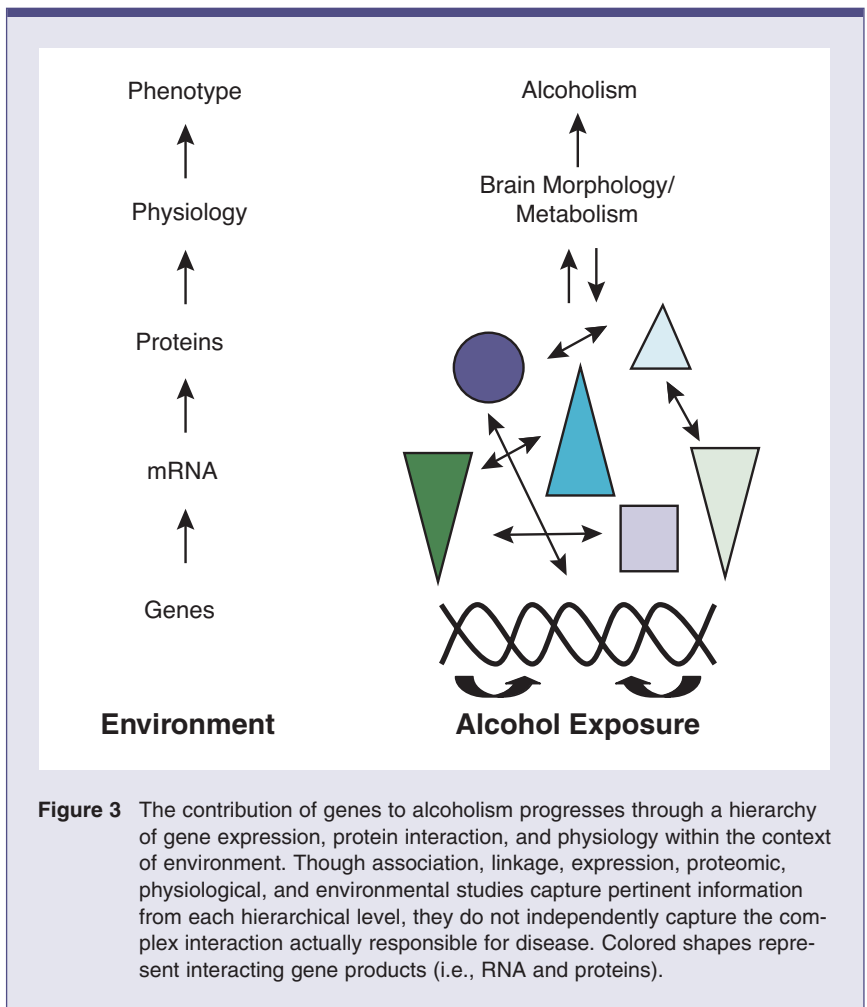 Phenotype
Physiology
Proteins
mRNA
Genes
Environment
Alcoholism
Brain Morphology/
Metabolism
Alcohol Exposure
Figure 3 The contribution of genes to alcoholism progresses through a hierarchy
of gene expression, protein interaction, and physiology within the context
of environment. Though association, linkage, expression, proteomic,
physiological, and environmental studies capture pertinent information
from each hierarchical level, they do not independently capture the com-
plex interaction actually responsible for disease. Colored shapes repre-
sent interacting gene products (i.e., RNA and proteins).